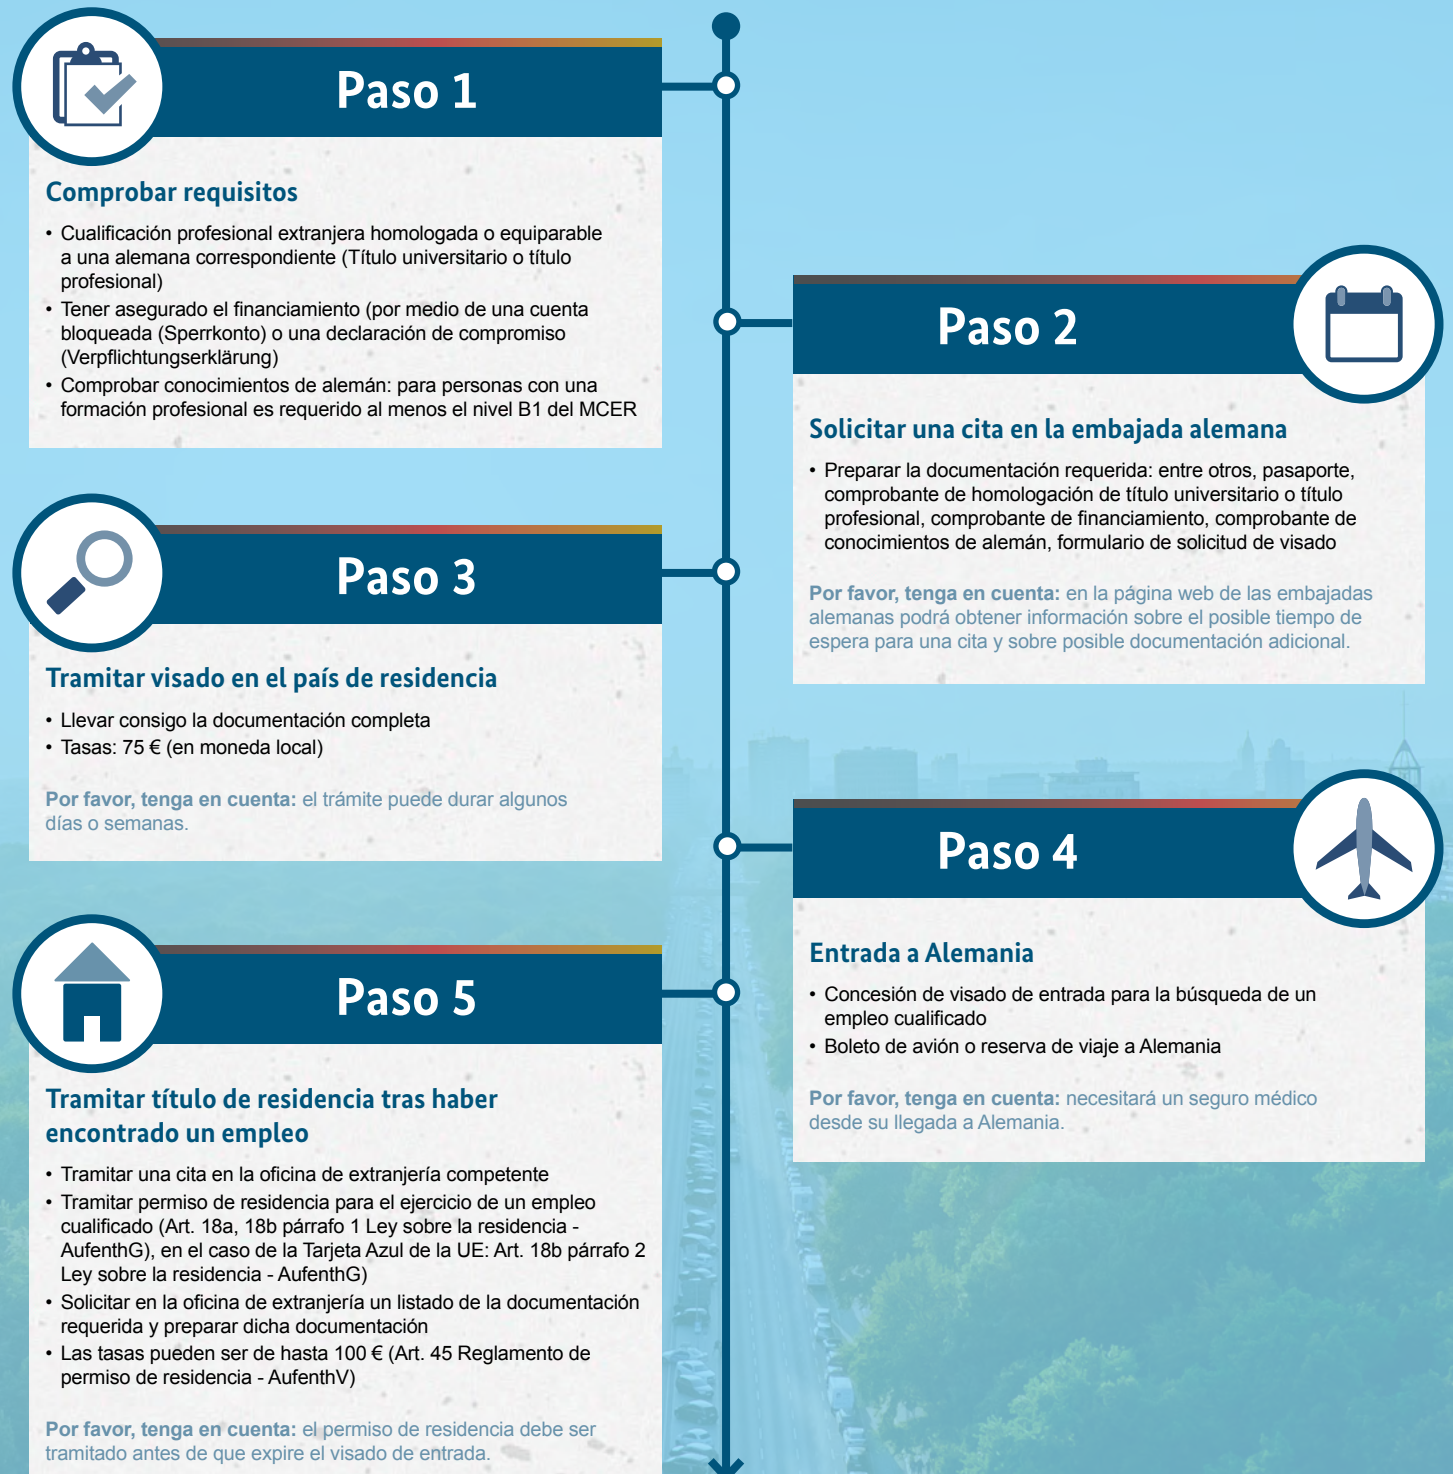 Paso 1
Comprobar requisitos
• Cualificación profesional extranjera homologada o equiparable
a una alemana correspondiente (Título universitario o título
profesional)
• Tener asegurado el financiamiento (por medio de una cuenta
bloqueada (Sperrkonto) o una declaración de compromiso
(Verpflichtungserklärung)
• Comprobar conocimientos de alemán: para personas con una
formación profesional es requerido al menos el nivel B1 del MCER
Paso 2
Solicitar una cita en la embajada alemana
• Preparar la documentación requerida: entre otros, pasaporte,
comprobante de homologación de título universitario o título
profesional, comprobante de financiamiento, comprobante de
conocimientos de alemán, formulario de solicitud de visado
Por favor, tenga en cuenta: en la página web de las embajadas
alemanas podrá obtener información sobre el posible tiempo de
espera para una cita y sobre posible documentación adicional.
Paso 3
Tramitar visado en el país de residencia
• Llevar consigo la documentación completa
• Tasas: 75 € (en moneda local)
Por favor, tenga en cuenta: el trámite puede durar algunos
días o semanas.
Paso 4
Entrada a Alemania
• Concesión de visado de entrada para la búsqueda de un
empleo cualificado
• Boleto de avión o reserva de viaje a Alemania
Por favor, tenga en cuenta: necesitará un seguro médico
desde su llegada a Alemania.
Paso 5
Tramitar título de residencia tras haber
encontrado un empleo
• Tramitar una cita en la oficina de extranjería competente
• Tramitar permiso de residencia para el ejercicio de un empleo
cualificado (Art. 18a, 18b párrafo 1 Ley sobre la residencia -
AufenthG), en el caso de la Tarjeta Azul de la UE: Art. 18b párrafo 2
Ley sobre la residencia - AufenthG)
• Solicitar en la oficina de extranjería un listado de la documentación
requerida y preparar dicha documentación
• Las tasas pueden ser de hasta 100 € (Art. 45 Reglamento de
permiso de residencia - AufenthV)
Por favor, tenga en cuenta: el permiso de residencia debe ser
tramitado antes de que expire el visado de entrada.